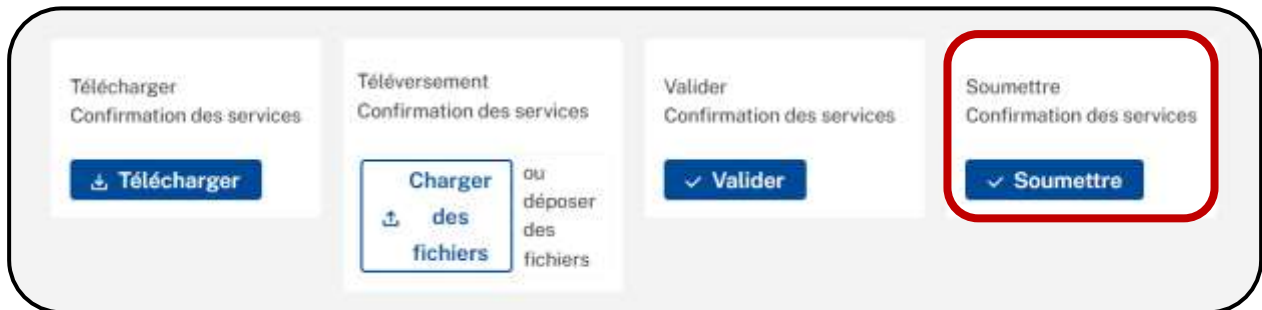 Télécharger
Confirmation des services
Télécharger
Téléversement
Confirmation des services
Charger
des
fichiers
ou
déposer
des
fichiers
Valider
Confirmation des services
Valider
Soumettre
Confirmation des services
Soumettre